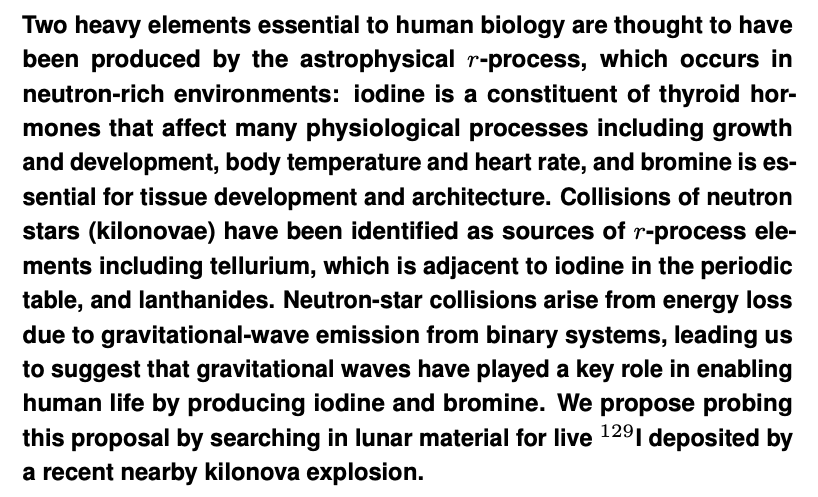 Two heavy elements essential to human biology are thought to have
been produced by the astrophysical r-process, which occurs in
neutron-rich environments: iodine is a constituent of thyroid hor-
mones that affect many physiological processes including growth
and development, body temperature and heart rate, and bromine is es-
sential for tissue development and architecture. Collisions of neutron
stars (kilonovae) have been identified as sources of r-process ele-
ments including tellurium, which is adjacent to iodine in the periodic
table, and lanthanides. Neutron-star collisions arise from energy loss
due to gravitational-wave emission from binary systems, leading us
to suggest that gravitational waves have played a key role in enabling
human life by producing iodine and bromine. We propose probing
this proposal by searching in lunar material for live ¹²⁹I deposited by
a recent nearby kilonova explosion.